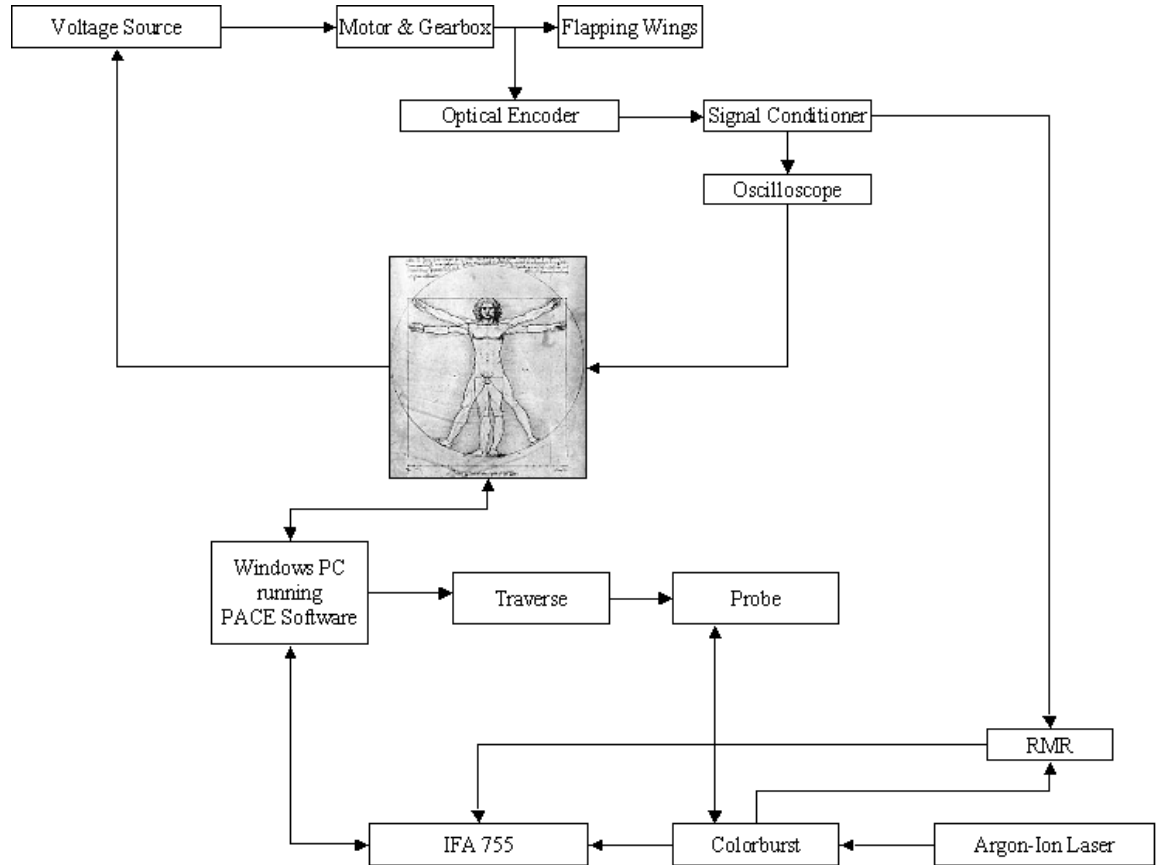 Voltage Source
Motor & Gearbox
Flapping Wings
Optical Encoder
Signal Conditioner
Oscilloscope
Windows PC
running
PACE Software
Traverse
Probe
RMR
IFA 755
Colorburst
Argon-Ion Laser